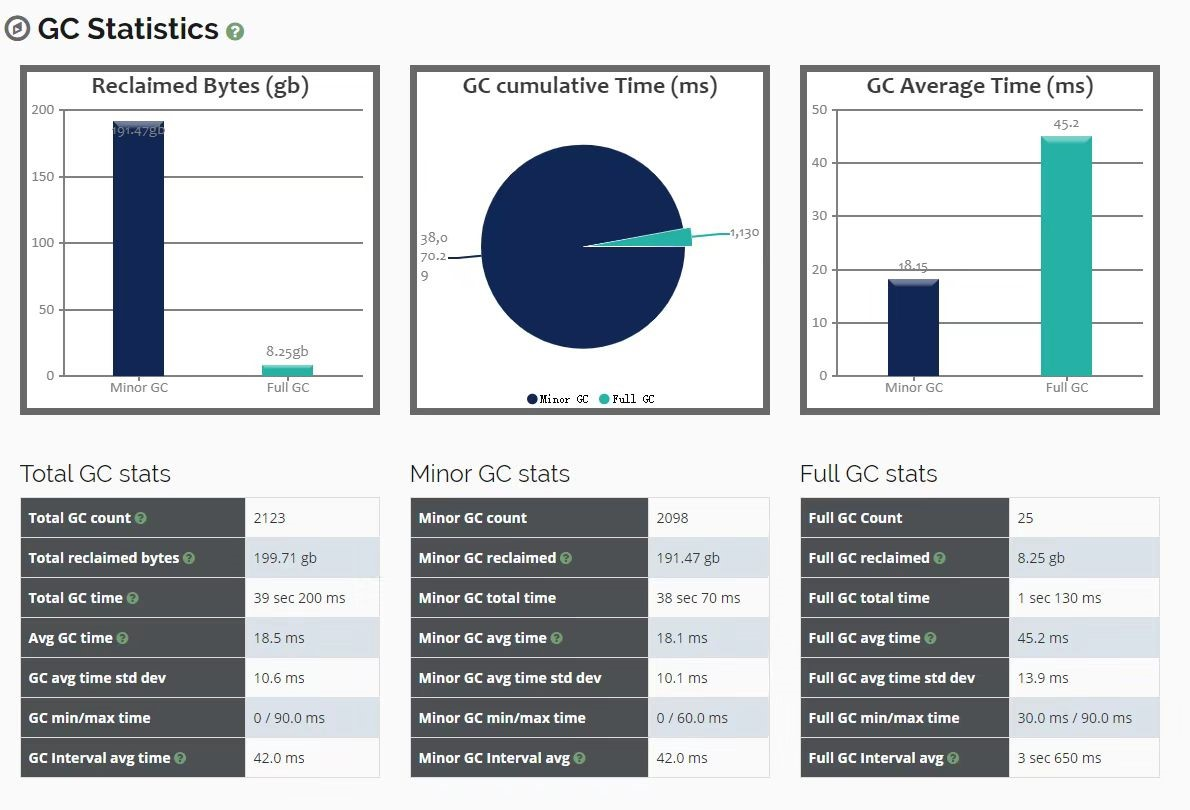 GC Statistics ?
Reclaimed Bytes (gb)
200
150
100
50
0
191.47gb
8.25gb
Minor GC
Full GC
GC cumulative Time (ms)
38,0
70.2
9
1,130
Minor GC Full GC
GC Average Time (ms)
50
40
30
20
10
0
18.15
45.2
Minor GC
Full GC
Total GC stats
Total GC count ? 2123
Total reclaimed bytes ? 199.71 gb
Total GC time ? 39 sec 200 ms
Avg GC time ? 18.5 ms
GC avg time std dev 10.6 ms
GC min/max time 0 / 90.0 ms
GC Interval avg time ? 42.0 ms
Minor GC stats
Minor GC count 2098
Minor GC reclaimed ? 191.47 gb
Minor GC total time 38 sec 70 ms
Minor GC avg time ? 18.1 ms
Minor GC avg time std dev 10.1 ms
Minor GC min/max time 0 / 60.0 ms
Minor GC Interval avg ? 42.0 ms
Full GC stats
Full GC Count 25
Full GC reclaimed ? 8.25 gb
Full GC total time 1 sec 130 ms
Full GC avg time ? 45.2 ms
Full GC avg time std dev 13.9 ms
Full GC min/max time 30.0 ms / 90.0 ms
Full GC Interval avg ? 3 sec 650 ms